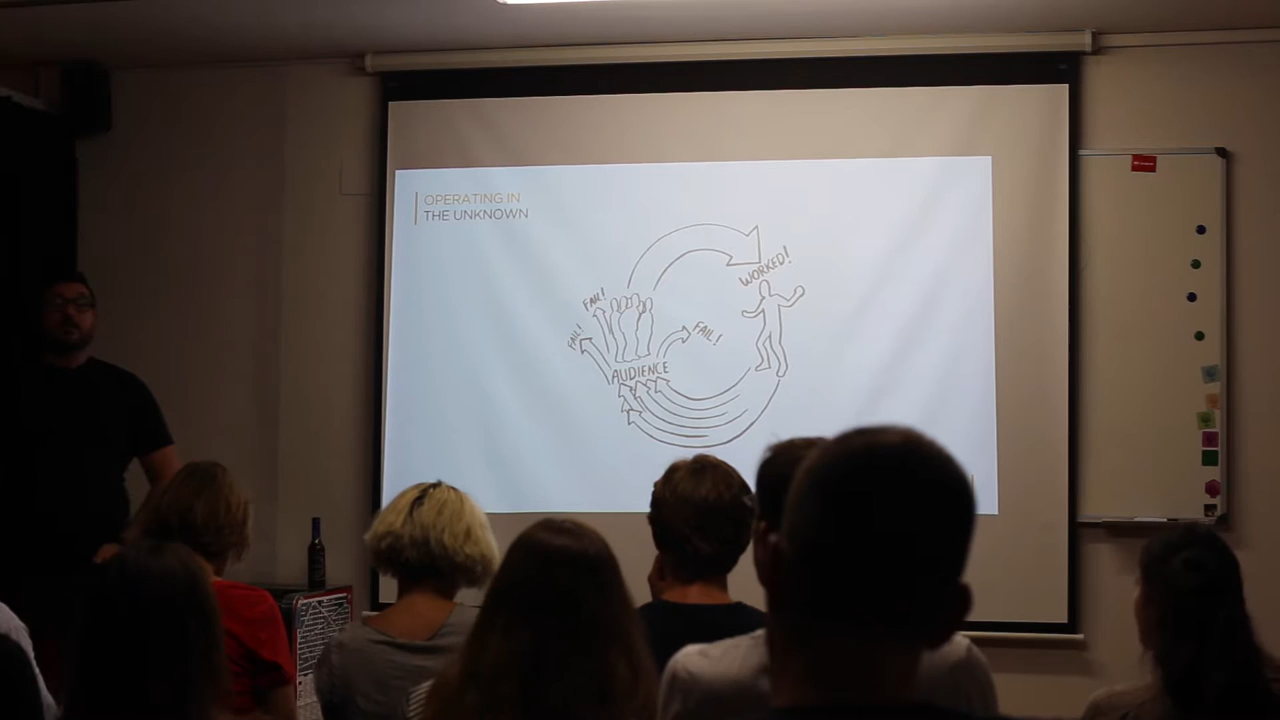 OPERATING IN
THE UNKNOWN
WORKED!
FAIL!
FAIL!
FAIL!
AUDIENCE